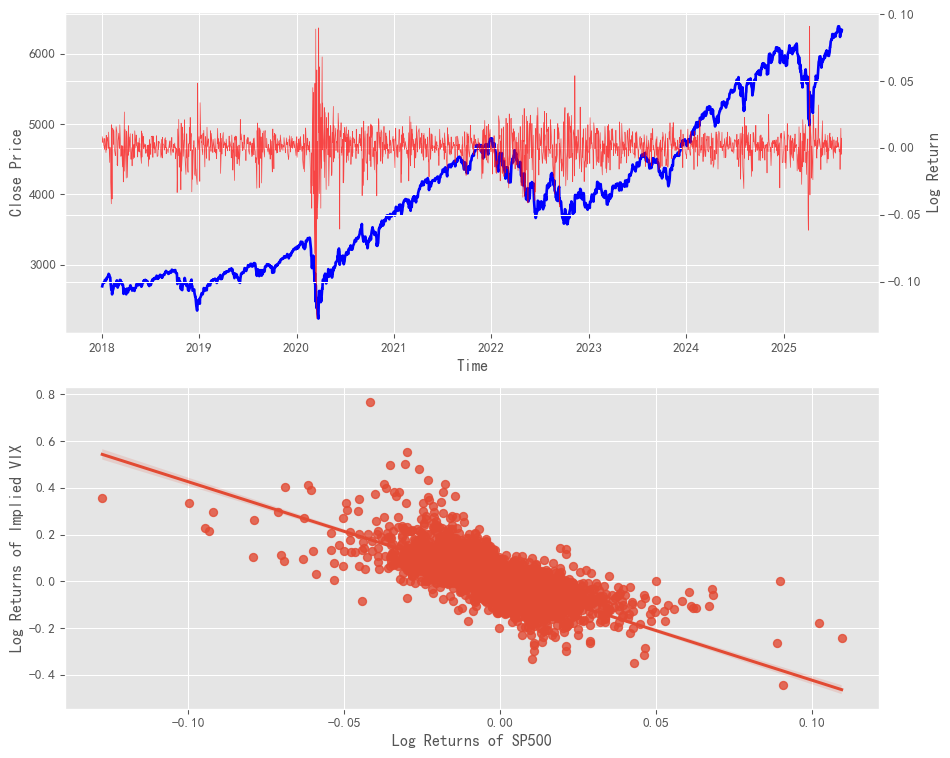 0.10
6000
0.05
5000
Close Price
0.00
Log Return
4000
-0.05
3000
-0.10
2018 2019 2020 2021 2022 2023 2024 2025
Time
0.8
0.6
0.4
Log Returns of Implied VIX
0.2
0.0
-0.2
-0.4
-0.10 -0.05 0.00 0.05 0.10
Log Returns of SP500